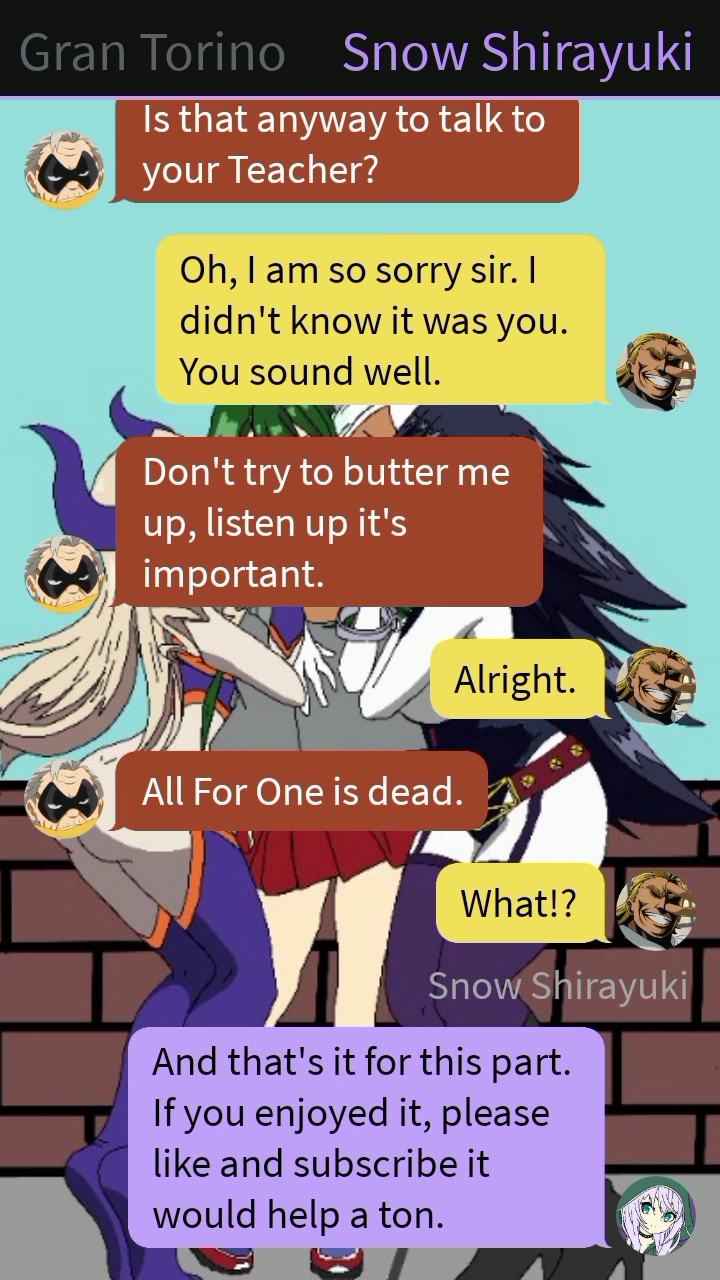 Gran Torino
Snow Shirayuki
Is that anyway to talk to
your Teacher?
Oh, I am so sorry sir. I
didn't know it was you.
You sound well.
Don't try to butter me
up, listen up it's
important.
Alright.
All For One is dead.
What!?
Snow Shirayuki
And that's it for this part.
If you enjoyed it, please
like and subscribe it
would help a ton.